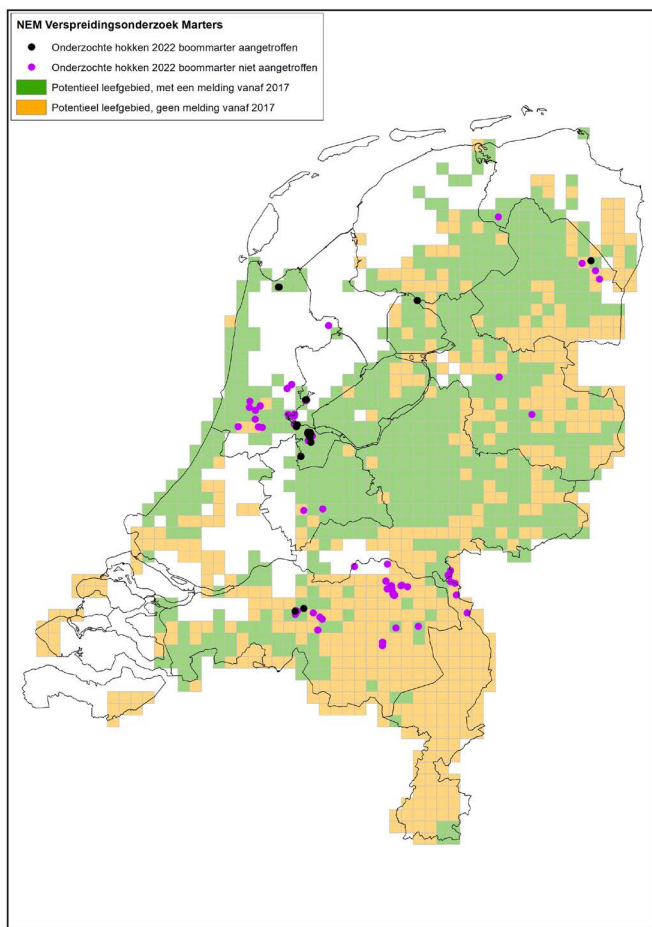 NEM Verspreidingsonderzoek Marters
Onderzochte hokken 2022 boommarter aangetroffen
Onderzochte hokken 2022 boommarter niet aangetroffen
Potentieel leefgebied, met een melding vanaf 2017
Potentieel leefgebied, geen melding vanaf 2017